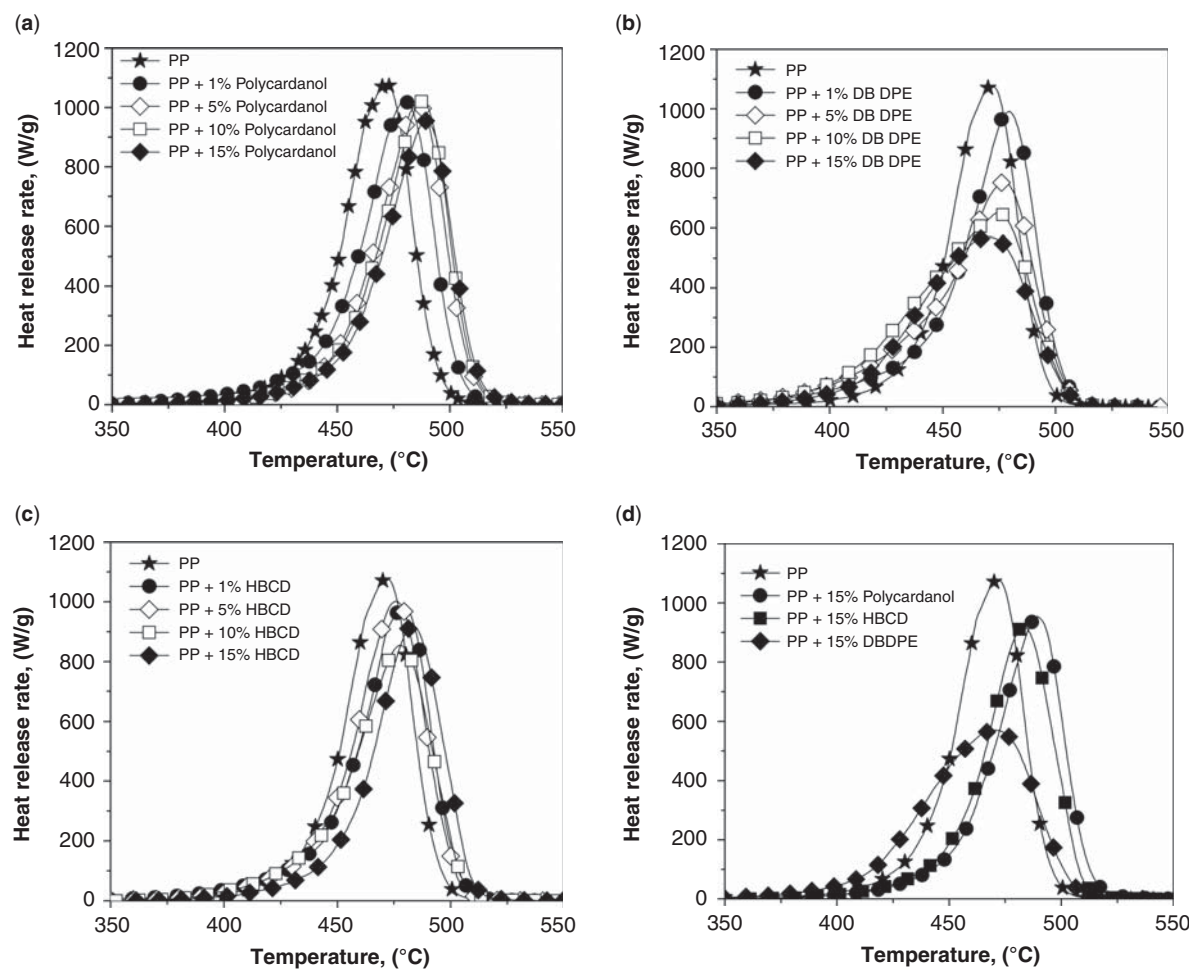 (a)
1200
1000
800
600
400
200
0
350 400 450 500 550
Heat release rate, (W/g)
Temperature, (°C)
PP
PP + 1% Polycardanol
PP + 5% Polycardanol
PP + 10% Polycardanol
PP + 15% Polycardanol
(b)
1200
1000
800
600
400
200
0
350 400 450 500 550
Heat release rate, (W/g)
Temperature, (°C)
PP
PP + 1% DB DPE
PP + 5% DB DPE
PP + 10% DB DPE
PP + 15% DB DPE
(c)
1200
1000
800
600
400
200
0
350 400 450 500 550
Heat release rate, (W/g)
Temperature, (°C)
PP
PP + 1% HBCD
PP + 5% HBCD
PP + 10% HBCD
PP + 15% HBCD
(d)
1200
1000
800
600
400
200
0
350 400 450 500 550
Heat release rate, (W/g)
Temperature, (°C)
PP
PP + 15% Polycardanol
PP + 15% HBCD
PP + 15% DBDPE